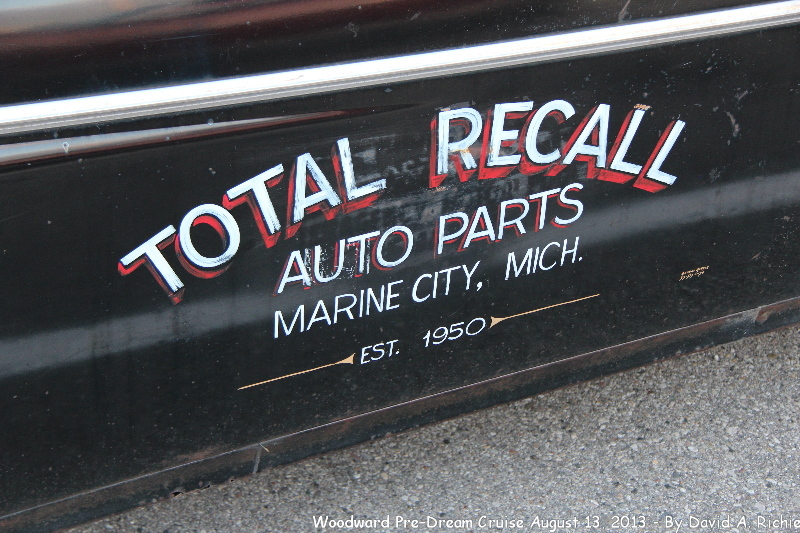 TOTAL RECALL
AUTO PARTS
MARINE CITY, MICH.
EST. 1950
Woodward Pre-Dream Cruise August 13, 2013 - By David A. Richie